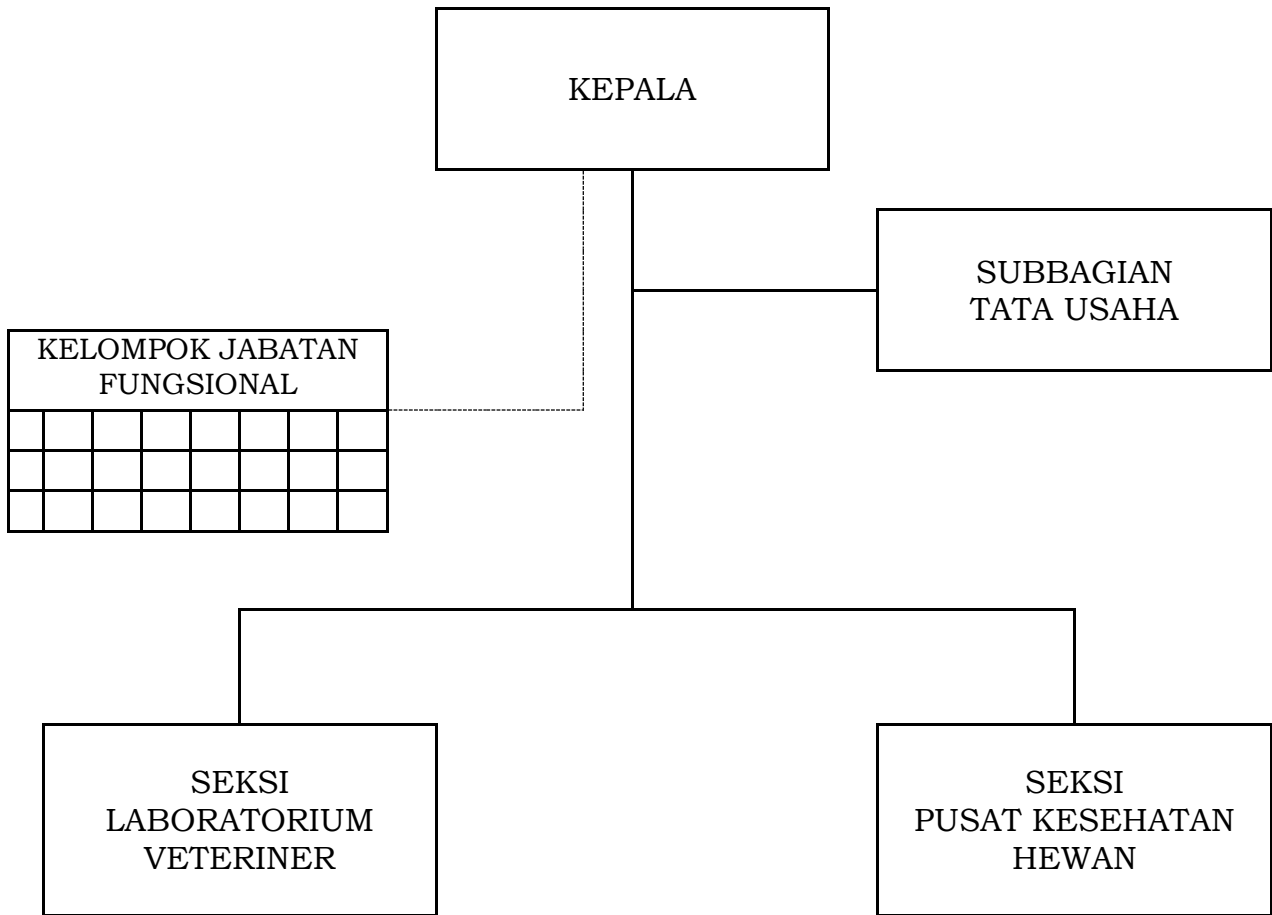 KEPALA
SUBBAGIAN
TATA USAHA
KELOMPOK JABATAN
FUNGSIONAL
SEKSI
LABORATORIUM
VETERINER
SEKSI
PUSAT KESEHATAN
HEWAN